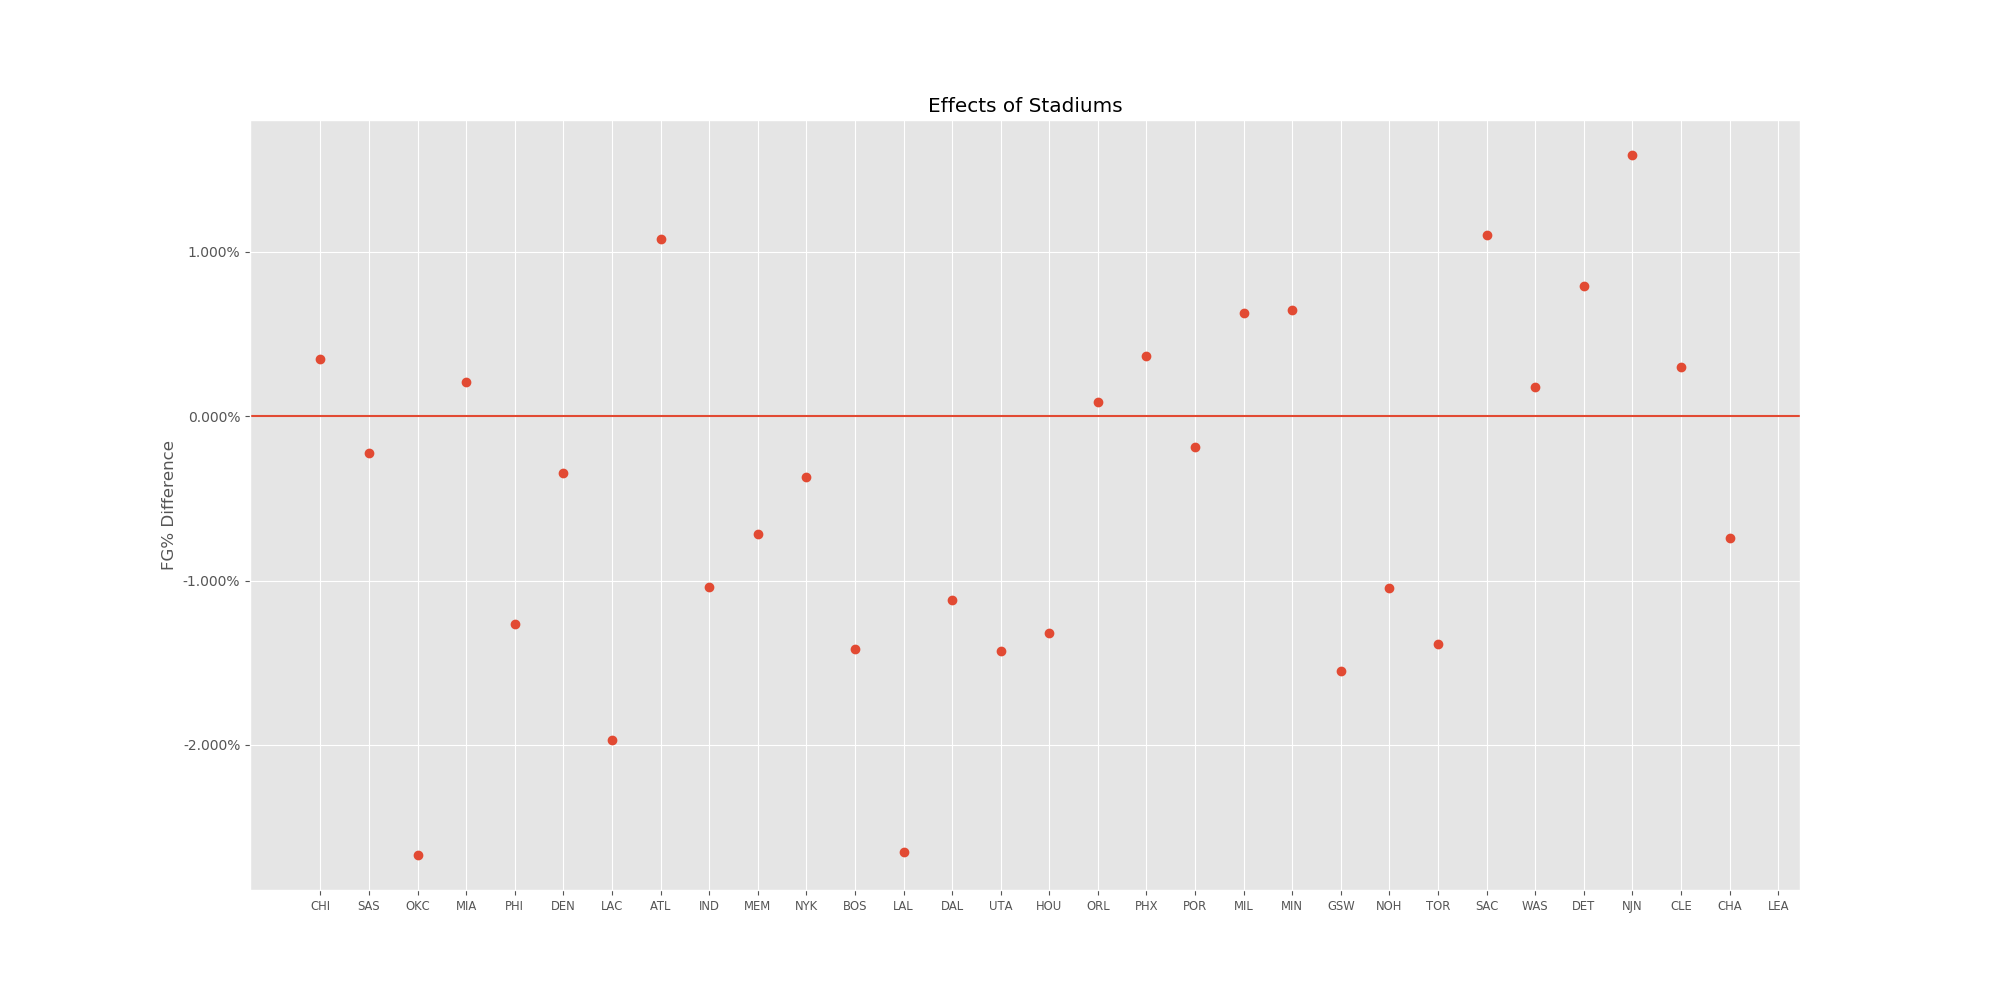 Effects of Stadiums
FG% Difference
1.000%
0.000%
-1.000%
-2.000%
CHI SAS OKC MIA PHI DEN LAC ATL IND MEM NYK BOS LAL DAL UTA HOU ORL PHX POR MIL MIN GSW NOH TOR SAC WAS DET NJN CLE CHA LEA